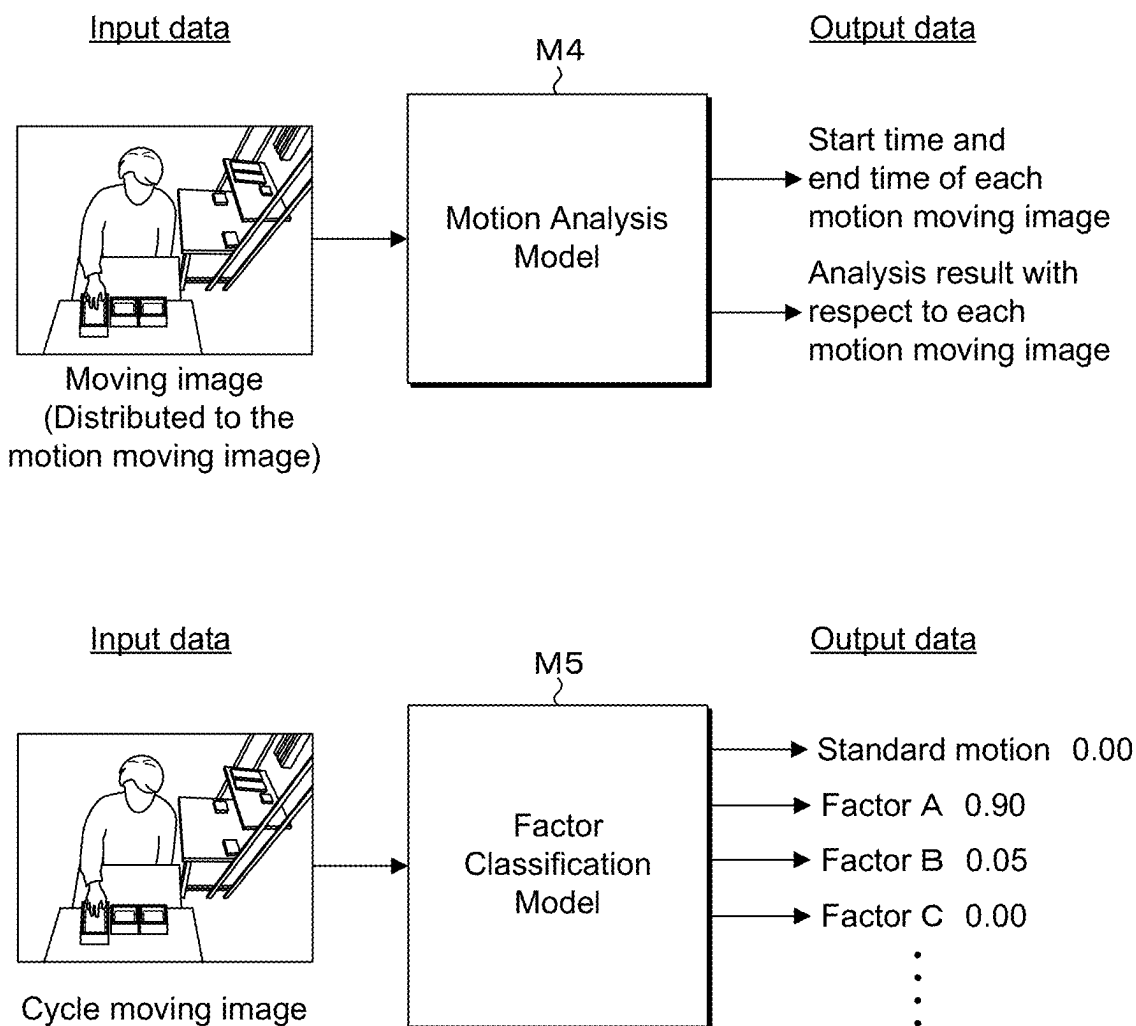 Input data
Output data
M4
Motion Analysis
Model
Start time and
end time of each
motion moving image
Analysis result with
respect to each
motion moving image
Moving image
(Distributed to the
motion moving image)
Input data
Output data
M5
Factor
Classification
Model
Standard motion 0.00
Factor A 0.90
Factor B 0.05
Factor C 0.00
Cycle moving image